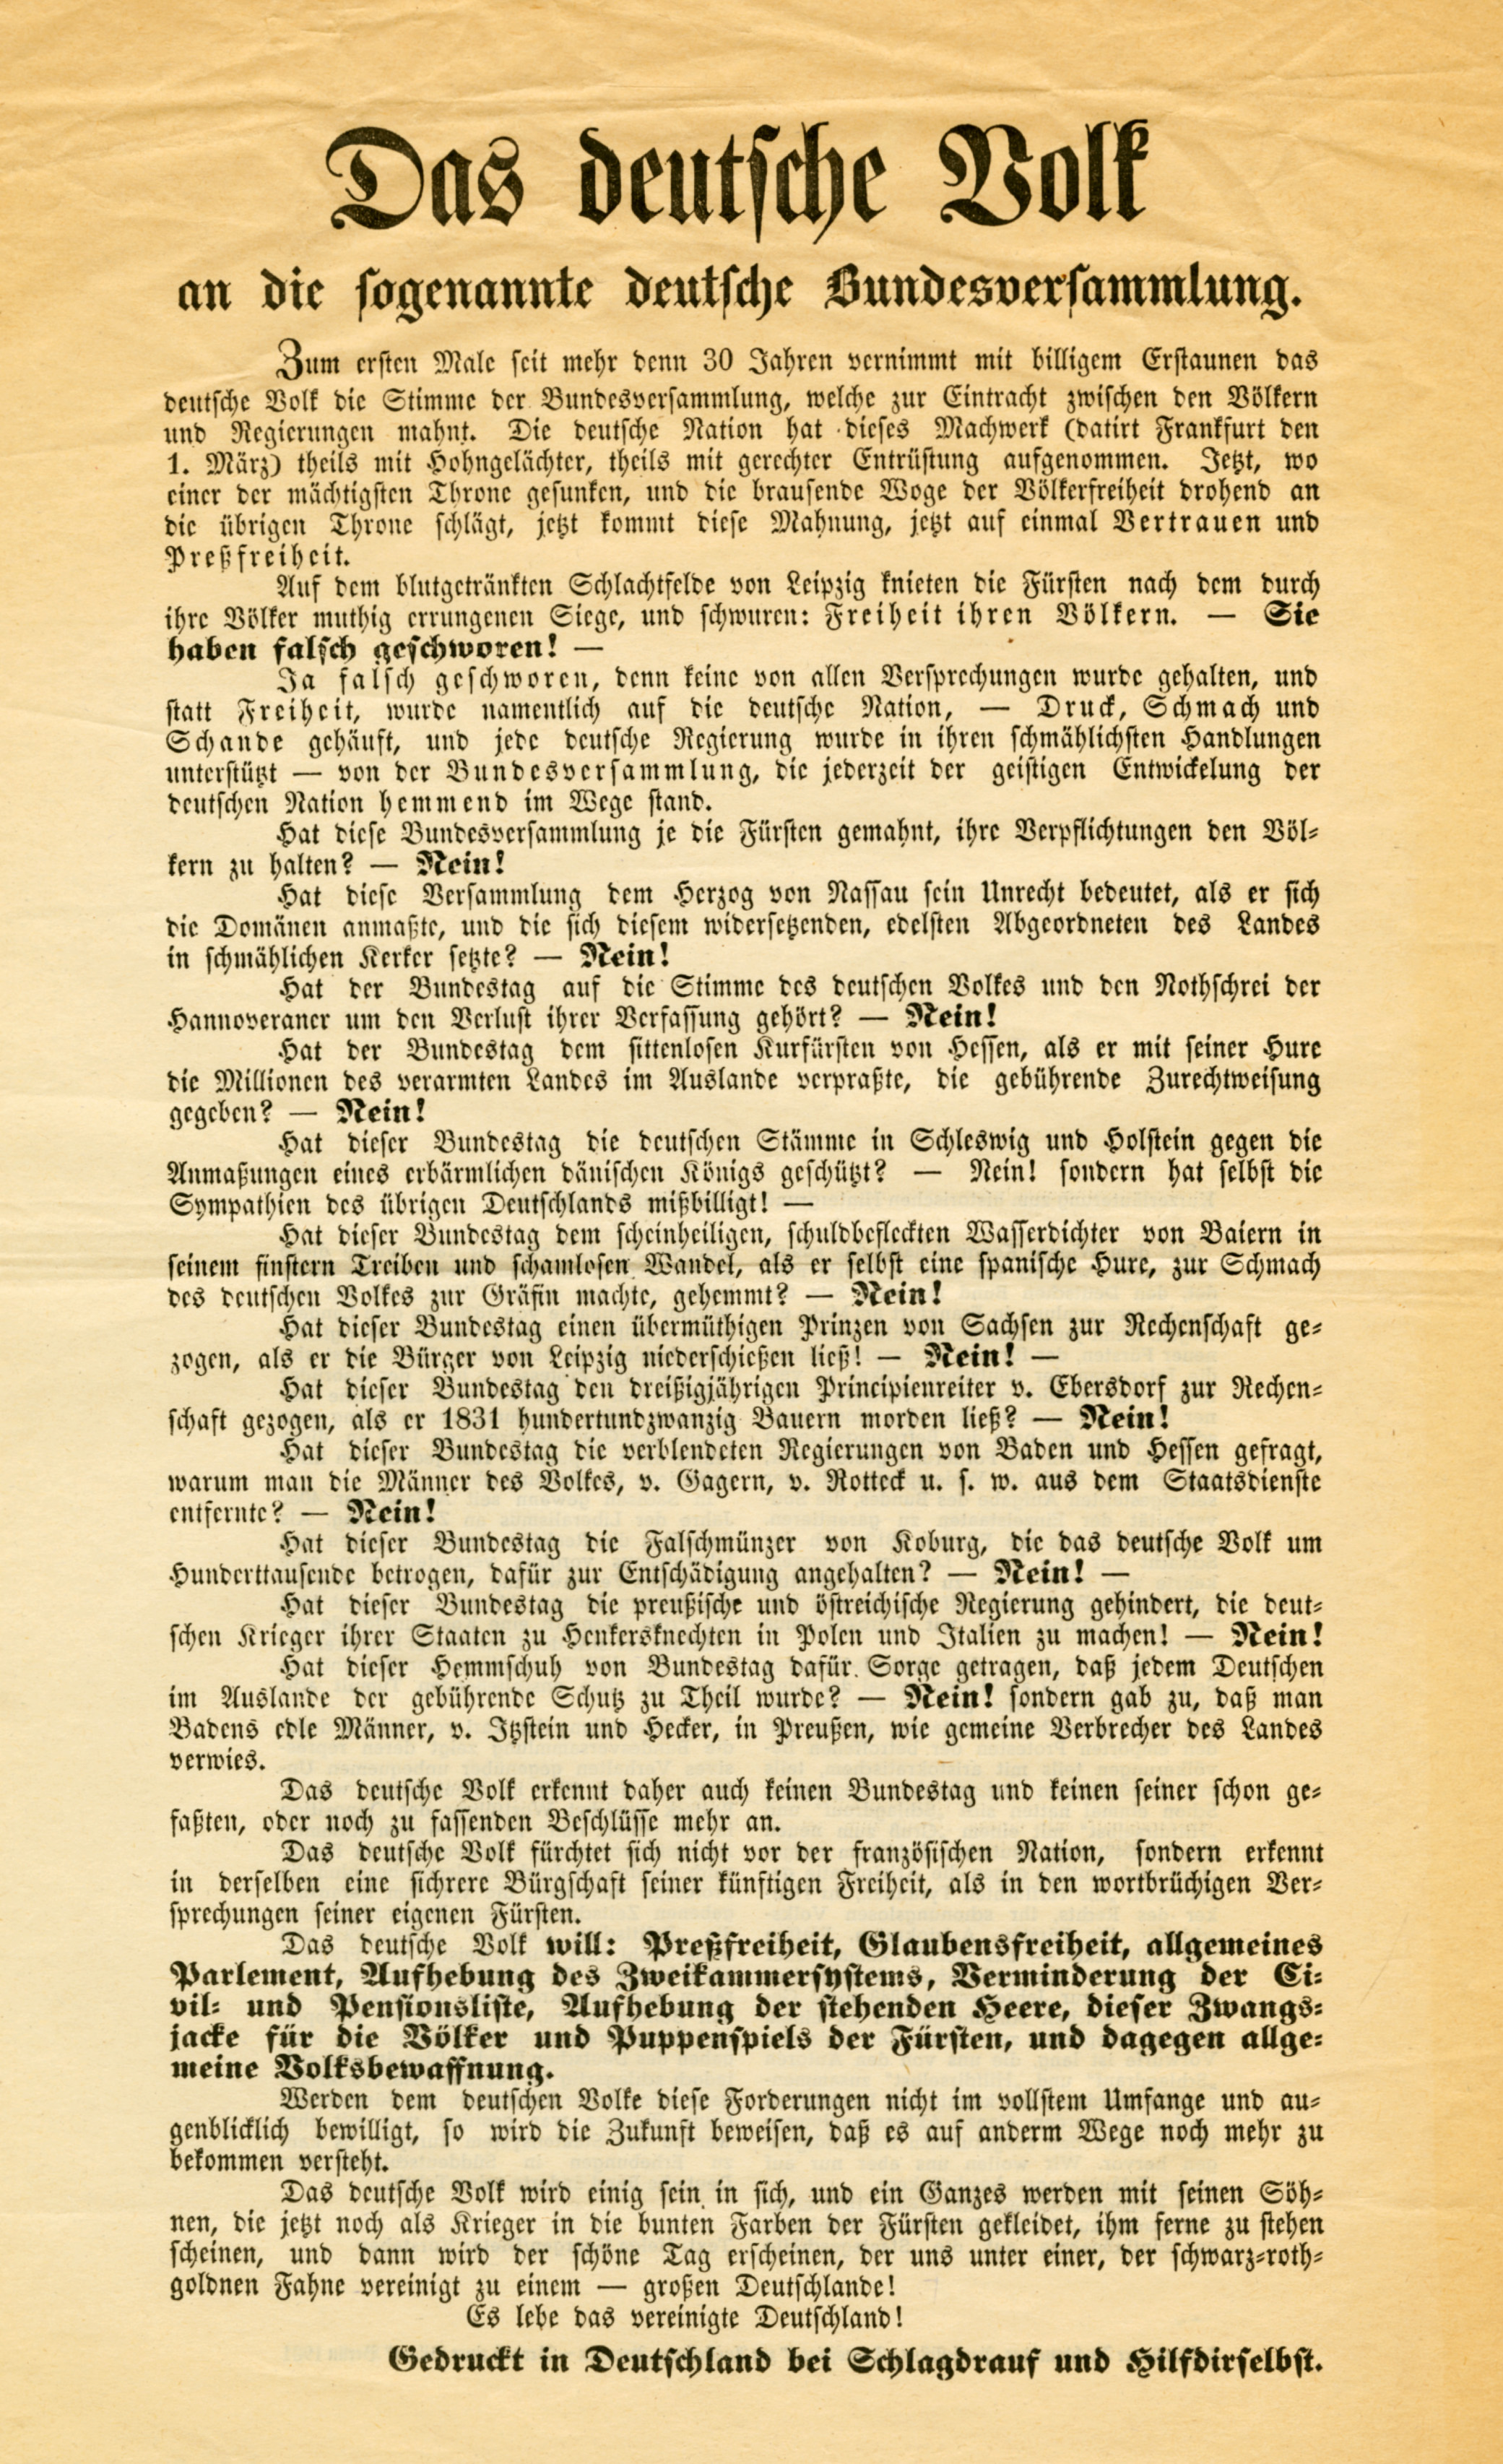 Das deutsche Volk
an die sogenannte deutsche Bundesversammlung.
Zum ersten Male seit mehr denn 30 Jahren vernimmt mit billigem Erstaunen das
deutsche Volk die Stimme der Bundesversammlung, welche zur Eintracht zwischen den Völkern
und Regierungen mahnt. Die deutsche Nation hat dieses Machwerk (datirt Frankfurt den
1. März) theils mit Hohngelächter, theils mit gerechter Entrüstung aufgenommen. Jetzt, wo
einer der mächtigsten Throne gesunken, und die brausende Woge der Völkerfreiheit drohend an
die übrigen Throne schlägt, jetzt kommt diese Mahnung, jetzt auf einmal Vertrauen und
Preßfreiheit.
Auf dem blutgetränkten Schlachtfelde von Leipzig knieten die Fürsten nach dem durch
ihre Völker muthig errungenen Siege, und schwuren: Freiheit ihren Völkern. — Sie
haben falsch geschworen! —
Ja falsch geschworen, denn keine von allen Versprechungen wurde gehalten, und
statt Freiheit, wurde namentlich auf die deutsche Nation, — Druck, Schmach und
Schande gehäuft, und jede deutsche Regierung wurde in ihren schmählichsten Handlungen
unterstützt — von der Bundesversammlung, die jederzeit der geistigen Entwickelung der
deutschen Nation hemmend im Wege stand.
Hat diese Bundesversammlung je die Fürsten gemahnt, ihre Verpflichtungen den Völ-
kern zu halten? — Nein!
Hat diese Versammlung dem Herzog von Nassau sein Unrecht bedeutet, als er sich
die Domänen anmaßte, und die sich diesem widersetzenden, edelsten Abgeordneten des Landes
in schmählichen Kerker setzte? — Nein!
Hat der Bundestag auf die Stimme des deutschen Volkes und den Nothschrei der
Hannoveraner um den Verlust ihrer Verfassung gehört? — Nein!
Hat der Bundestag dem sittenlosen Kurfürsten von Hessen, als er mit seiner Hure
die Millionen des verarmten Landes im Auslande verpraßte, die gebührende Zurechtweisung
gegeben? — Nein!
Hat dieser Bundestag die deutschen Stämme in Schleswig und Holstein gegen die
Anmaßungen eines erbärmlichen dänischen Königs geschützt? — Nein! sondern hat selbst die
Sympathien des übrigen Deutschlands mißbilligt! —
Hat dieser Bundestag dem scheinheiligen, schuldbefleckten Wasserdichter von Baiern in
seinem finstern Treiben und schamlosen Wandel, als er selbst eine spanische Hure, zur Schmach
des deutschen Volkes zur Gräfin machte, gehemmt? — Nein!
Hat dieser Bundestag einen übermüthigen Prinzen von Sachsen zur Rechenschaft ge-
zogen, als er die Bürger von Leipzig niederschießen ließ! — Nein! —
Hat dieser Bundestag den dreißigjährigen Principienreiter v. Ebersdorf zur Rechen-
schaft gezogen, als er 1831 hundertundzwanzig Bauern morden ließ? — Nein!
Hat dieser Bundestag die verblendeten Regierungen von Baden und Hessen gefragt,
warum man die Männer des Volkes, v. Gagern, v. Rotteck u. s. w. aus dem Staatsdienste
entfernte? — Nein!
Hat dieser Bundestag die Falschmünzer von Koburg, die das deutsche Volk um
Hunderttausende betrogen, dafür zur Entschädigung angehalten? — Nein! —
Hat dieser Bundestag die preußische und östreichische Regierung gehindert, die deut-
schen Krieger ihrer Staaten zu Henkersknechten in Polen und Italien zu machen! — Nein!
Hat dieser Hemmschuh von Bundestag dafür Sorge getragen, daß jedem Deutschen
im Auslande der gebührende Schutz zu Theil wurde? — Nein! sondern gab zu, daß man
Badens edle Männer, v. Itzstein und Hecker, in Preußen, wie gemeine Verbrecher des Landes
verwies.
Das deutsche Volk erkennt daher auch keinen Bundestag und keinen seiner schon ge-
faßten, oder noch zu fassenden Beschlüsse mehr an.
Das deutsche Volk fürchtet sich nicht vor der französischen Nation, sondern erkennt
in derselben eine sichrere Bürgschaft seiner künftigen Freiheit, als in den wortbrüchigen Ver-
sprechungen seiner eigenen Fürsten.
Das deutsche Volk will: Preßfreiheit, Glaubensfreiheit, allgemeines
Parlement, Aufhebung des Zweikammersystems, Verminderung der Ci-
vil- und Pensionsliste, Aufhebung der stehenden Heere, dieser Zwangs-
jacke für die Völker und Puppenspiels der Fürsten, und dagegen allge-
meine Volksbewaffnung.
Werden dem deutschen Volke diese Forderungen nicht im vollstem Umfange und au-
genblicklich bewilligt, so wird die Zukunft beweisen, daß es auf anderm Wege noch mehr zu
bekommen versteht.
Das deutsche Volk wird einig sein in sich, und ein Ganzes werden mit seinen Söh-
nen, die jetzt noch als Krieger in die bunten Farben der Fürsten gekleidet, ihm ferne zu stehen
scheinen, und dann wird der schöne Tag erscheinen, der uns unter einer, der schwarz-roth-
goldnen Fahne vereinigt zu einem — großen Deutschlande!
Es lebe das vereinigte Deutschland!
Gedruckt in Deutschland bei Schlagdrauf und Hilfdirselbst.